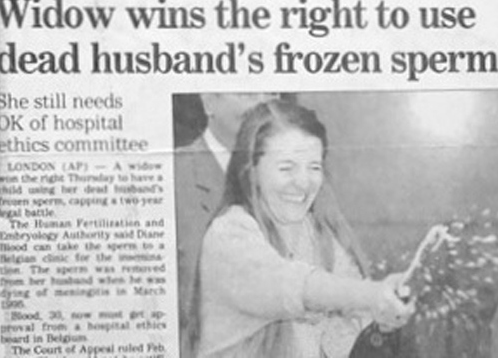 Widow wins the right to use
dead husband's frozen sperm
She still needs
OK of hospital
ethics committee
LONDON (AP) — A widow
won the right Thursday to have a
child using her dead husband's
frozen sperm, capping a two-year
legal battle.
The Human Fertilization and
Embryology Authority said Diane
Blood can take the sperm to a
Belgian clinic for the insemina-
tion. The sperm was removed
from her husband when he was
dying of meningitis in March
1995.
Blood, 30, now must get ap-
proval from a hospital ethics
board in Belgium.
The Court of Appeal ruled Feb.